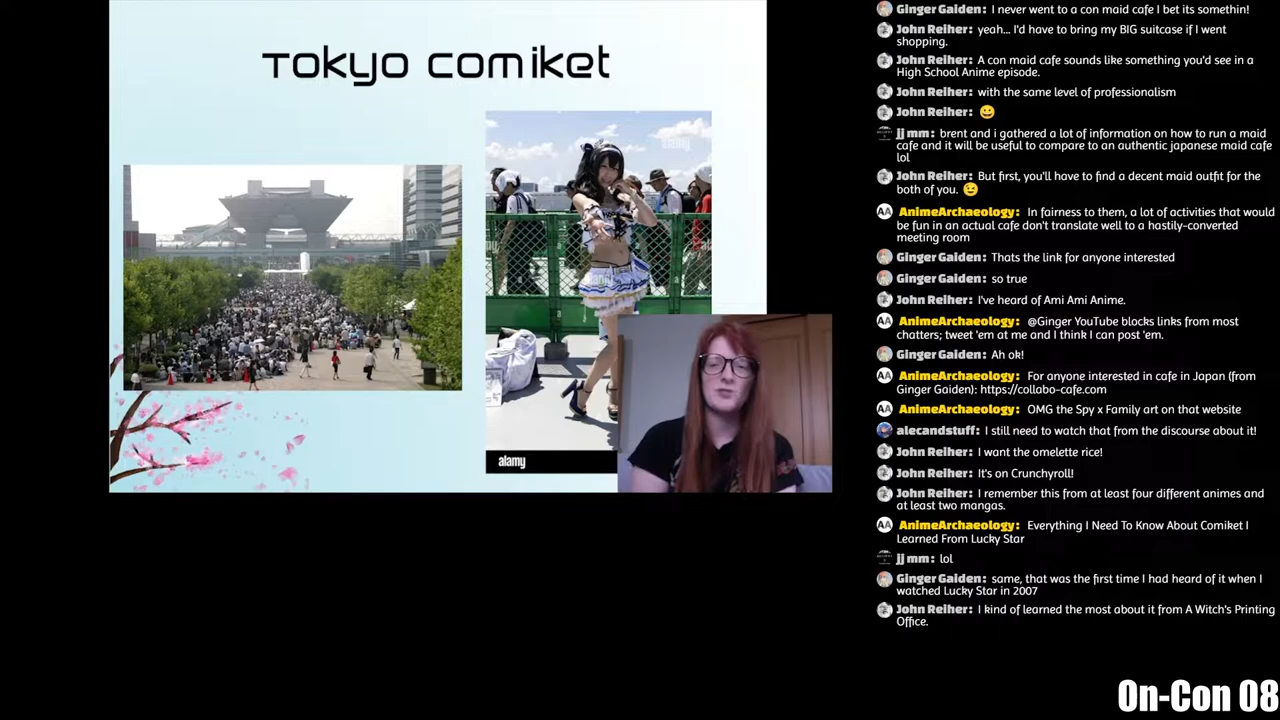 Tokyo Comiket
alamy
alamy
Ginger Gaiden: I never went to a con maid cafe I bet its somethin!
John Reiher: yeah... I'd have to bring my BIG suitcase if I went
shopping.
John Reiher: A con maid cafe sounds like something you'd see in a
High School Anime episode.
John Reiher: with the same level of professionalism
John Reiher: 😀
jj mm: brent and i gathered a lot of information on how to run a maid
cafe and it will be useful to compare to an authentic japanese maid cafe
lol
John Reiher: But first, you'll have to find a decent maid outfit for the
both of you. 😉
AA AnimeArchaeology: In fairness to them, a lot of activities that would
be fun in an actual cafe don't translate well to a hastily-converted
meeting room
Ginger Gaiden: Thats the link for anyone interested
Ginger Gaiden: so true
John Reiher: I've heard of Ami Ami Anime.
AA AnimeArchaeology: @Ginger YouTube blocks links from most
chatters; tweet 'em at me and I think I can post 'em.
Ginger Gaiden: Ah ok!
AA AnimeArchaeology: For anyone interested in cafe in Japan (from
Ginger Gaiden): https://collabo-cafe.com
AA AnimeArchaeology: OMG the Spy x Family art on that website
alecandstuff: I still need to watch that from the discourse about it!
John Reiher: I want the omelette rice!
John Reiher: It's on Crunchyroll!
John Reiher: I remember this from at least four different animes and
at least two mangas.
AA AnimeArchaeology: Everything I Need To Know About Comiket I
Learned From Lucky Star
jj mm: lol
Ginger Gaiden: same, that was the first time I had heard of it when I
watched Lucky Star in 2007
John Reiher: I kind of learned the most about it from A Witch's Printing
Office.
On-Con 08